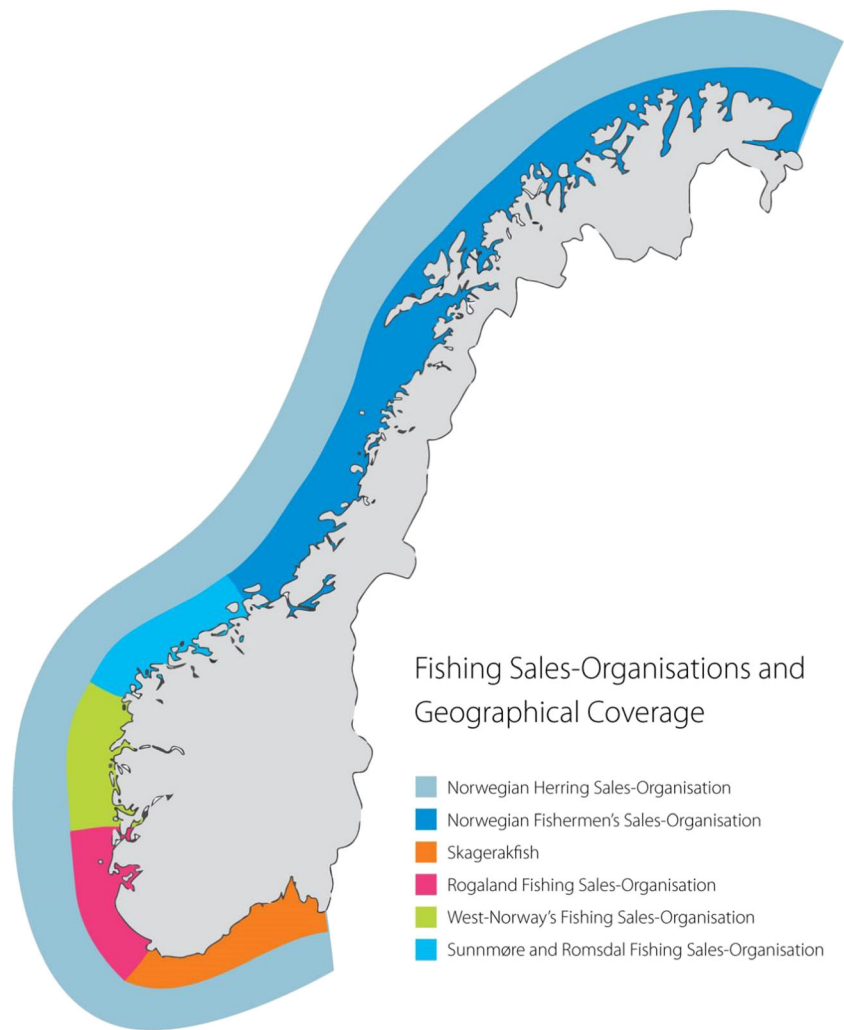 Fishing Sales-Organisations and
Geographical Coverage
Norwegian Herring Sales-Organisation
Norwegian Fishermen's Sales-Organisation
Skagerakfish
Rogaland Fishing Sales-Organisation
West-Norway's Fishing Sales-Organisation
Sunnmøre and Romsdal Fishing Sales-Organisation